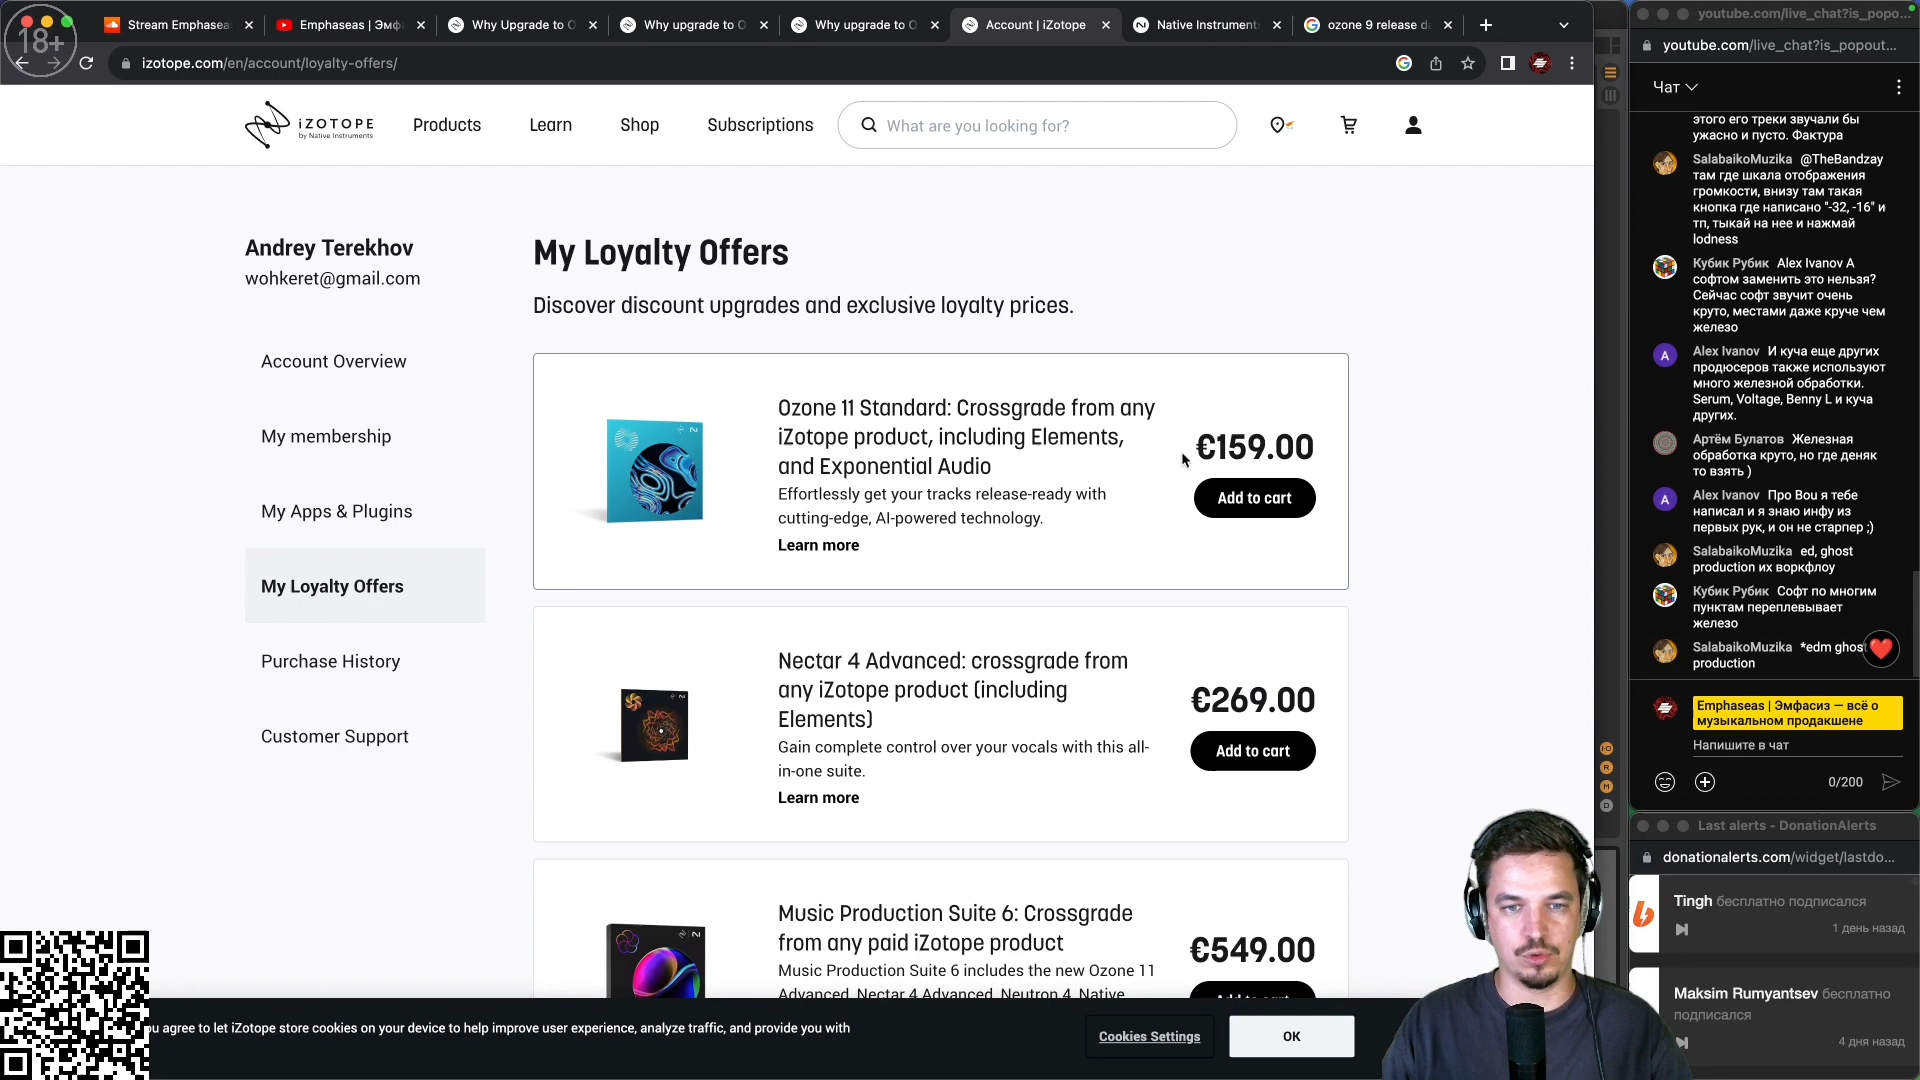 18+
Stream Emphaseas
Emphaseas | Эмфа
Why Upgrade to O
Why upgrade to O
Why upgrade to O
Account | iZotope
Native Instrument
ozone 9 release da
izotope.com/en/account/loyalty-offers/
iZOTOPE
by Native Instruments
Products
Learn
Shop
Subscriptions
What are you looking for?
Andrey Terekhov
wohkeret@gmail.com
Account Overview
My membership
My Apps & Plugins
My Loyalty Offers
Purchase History
Customer Support
My Loyalty Offers
Discover discount upgrades and exclusive loyalty prices.
Ozone 11 Standard: Crossgrade from any
iZotope product, including Elements,
and Exponential Audio
Effortlessly get your tracks release-ready with
cutting-edge, AI-powered technology.
Learn more
€159.00
Add to cart
Nectar 4 Advanced: crossgrade from
any iZotope product (including
Elements)
Gain complete control over your vocals with this all-
in-one suite.
Learn more
€269.00
Add to cart
Music Production Suite 6: Crossgrade
from any paid iZotope product
Music Production Suite 6 includes the new Ozone 11
Advanced, Nectar 4 Advanced, Neutron 4, Native
€549.00
Add to cart
u agree to let iZotope store cookies on your device to help improve user experience, analyze traffic, and provide you with
Cookies Settings
OK
youtube.com/live_chat?is_popo...
youtube.com/live_chat?is_popout...
Чат
этого его треки звучали бы
ужасно и пусто. Фактура
SalabaikoMuzika @TheBandzay
там где шкала отображения
громкости, внизу там такая
кнопка где написано "-32, -16" и
тп, тыкай на нее и нажмай
lodness
Кубик Рубик Alex Ivanov А
софтом заменить это нельзя?
Сейчас софт звучит очень
круто, местами даже круче чем
железо
Alex Ivanov И куча еще других
продюсеров также используют
много железной обработки.
Serum, Voltage, Benny L и куча
других.
Артём Булатов Железная
обработка круто, но где деняк
то взять )
Alex Ivanov Про Bou я тебе
написал и я знаю инфу из
первых рук, и он не старпер ;)
SalabaikoMuzika ed, ghost
production их воркфлоу
Кубик Рубик Софт по многим
пунктам переплевывает
железо
SalabaikoMuzika *edm ghos
production
Emphaseas | Эмфасиз — всё о
музыкальном продакшене
Напишите в чат
0/200
Last alerts - DonationAlerts
donationalerts.com/widget/lastdo...
Tingh бесплатно подписался
1 день назад
Maksim Rumyantsev бесплатно
подписался
4 дня назад